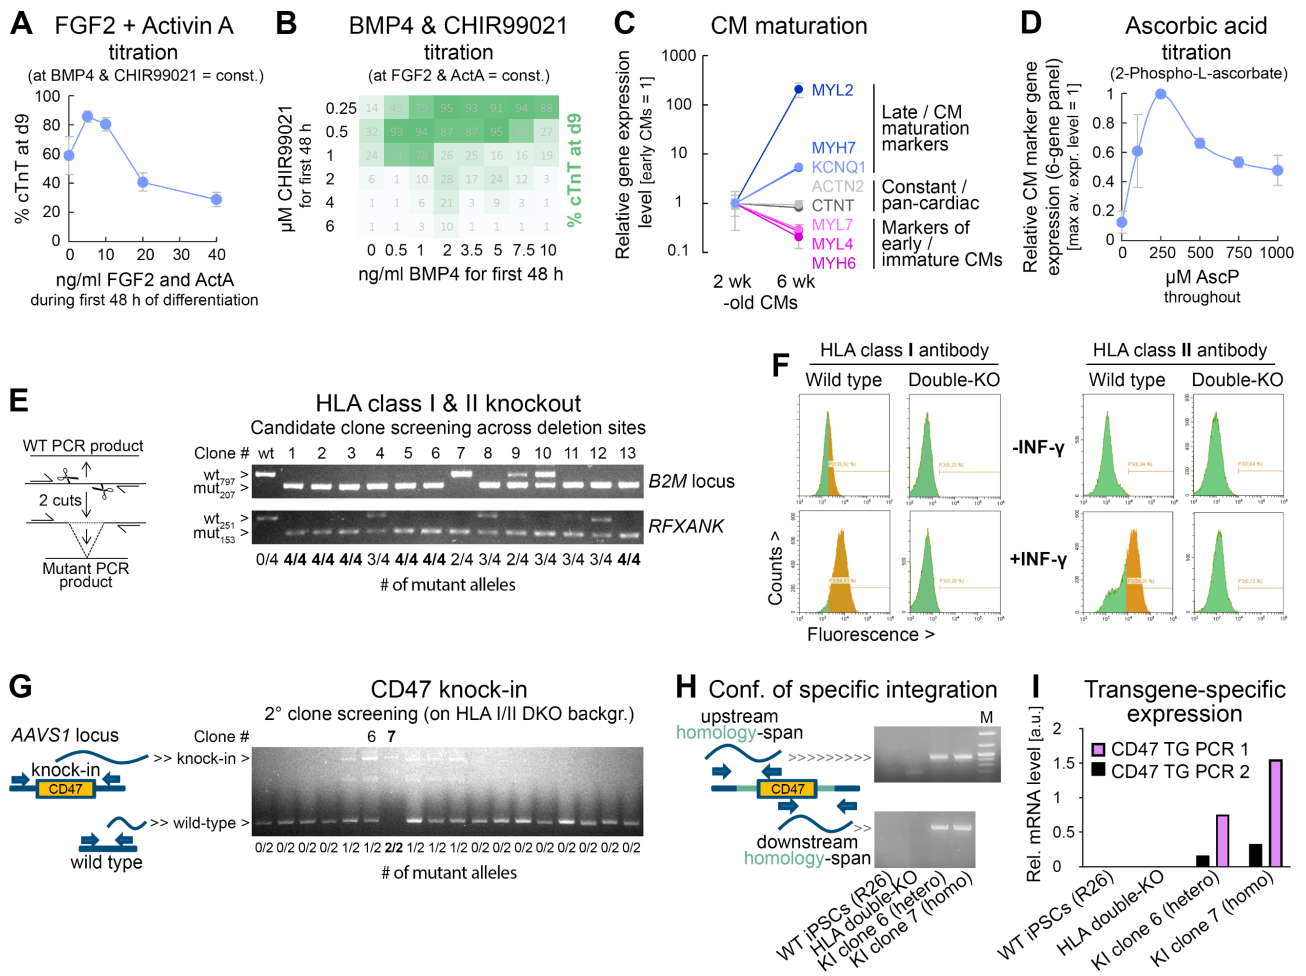 A
FGF2 + Activin A
titration
(at BMP4 & CHIR99021 = const.)
% cTnT at d9
100
80
60
40
20
0
0 10 20 30 40
ng/ml FGF2 and ActA
during first 48 h of differentiation
B
BMP4 & CHIR99021
titration
(at FGF2 & ActA = const.)
µM CHIR99021
for first 48 h
0.25 14 45 75 95 93 91 94 88
0.5 32 93 94 87 87 95 27
1 24 26 25 16 16 19
2 6 1 10 28 17 24 12 3
4 1 1 6 21 3 9 3 1
6 1 1 3 10 1 1 1 1
0 0.5 1 2 3.5 5 7.5 10
ng/ml BMP4 for first 48 h
% cTnT at d9
C
CM maturation
Relative gene expression
level [early CMs = 1]
1000
100
10
1
0.1
2 wk 6 wk
-old CMs
MYL2
MYH7
KCNQ1
ACTN2
CTNT
MYL7
MYL4
MYH6
Late / CM
maturation
markers
Constant /
pan-cardiac
Markers of
early /
immature CMs
D
Ascorbic acid
titration
(2-Phospho-L-ascorbate)
Relative CM marker gene
expression (6-gene panel)
[max av. expr. level = 1]
1
0.8
0.6
0.4
0.2
0
0 250 500 750 1000
µM AscP
throughout
E
HLA class I & II knockout
Candidate clone screening across deletion sites
WT PCR product
2 cuts
Mutant PCR
product
Clone # wt 1 2 3 4 5 6 7 8 9 10 11 12 13
wt797 >
mut207 >
B2M locus
wt251 >
mut153 >
RFXANK
0/4 4/4 4/4 4/4 3/4 4/4 4/4 2/4 3/4 2/4 3/4 3/4 3/4 4/4
# of mutant alleles
F
HLA class I antibody
Wild type Double-KO
HLA class II antibody
Wild type Double-KO
-INF-γ
+INF-γ
Counts >
Fluorescence >
G
CD47 knock-in
2° clone screening (on HLA I/II DKO backgr.)
AAVS1 locus
knock-in
CD47
wild type
Clone # 6 7
>> knock-in >
>> wild-type >
0/2 0/2 0/2 0/2 1/2 1/2 2/2 1/2 1/2 1/2 0/2 0/2 0/2 0/2 0/2 0/2 0/2 0/2
# of mutant alleles
H
Conf. of specific integration
upstream
homology-span
>>>>>>>>>>
M
CD47
>>
downstream
homology-span
WT iPSCs (R26)
HLA double-KO
KI clone 6 (hetero)
KI clone 7 (homo)
I
Transgene-specific
expression
Rel. mRNA level [a.u.]
2
1.5
1
0.5
0
CD47 TG PCR 1
CD47 TG PCR 2
WT iPSCs (R26)
HLA double-KO
KI clone 6 (hetero)
KI clone 7 (homo)